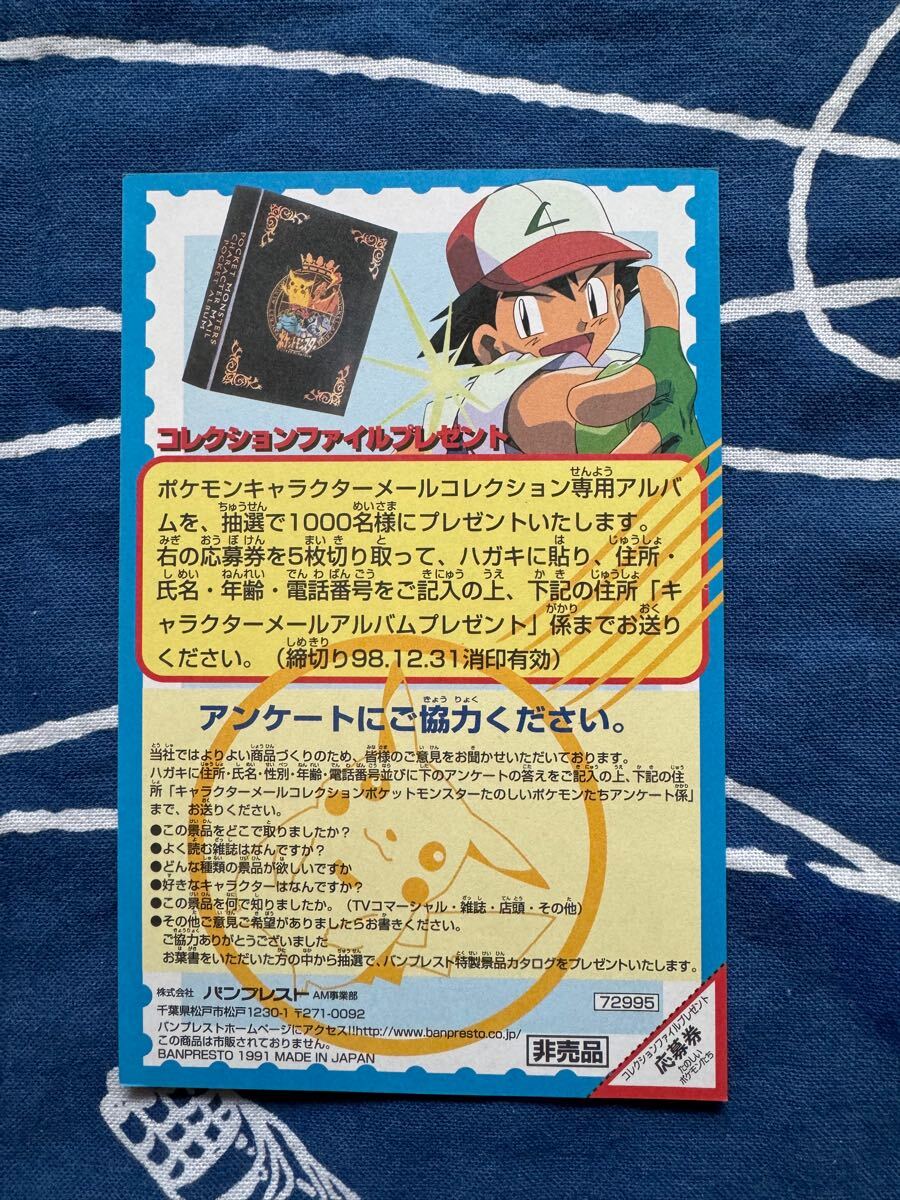 POCKET MONSTERS
CHARACTER MAIL
POCKET ALBUM
コレクションファイルプレゼント
ポケモンキャラクターメールコレクション専用アルバ
ムを、抽選で1000名様にプレゼントいたします。
右の応募券を5枚切り取って、ハガキに貼り、住所・
氏名・年齢・電話番号をご記入の上、下記の住所「キ
ャラクターメールアルバムプレゼント」係までお送り
ください。(締切り98.12.31消印有効)
アンケートにご協力ください。
当社ではよりよい商品づくりのため、皆様のご意見をお聞かせいただいております。
ハガキに住所・氏名・性別・年齢・電話番号並びに下のアンケートの答えをご記入の上、下記の住
所「キャラクターメールコレクションポケットモンスターたのしいポケモンたちアンケート係」
まで、お送りください。
●この景品をどこで取りましたか?
●よく読む雑誌はなんですか?
●どんな種類の景品が欲しいですか
●好きなキャラクターはなんですか?
●この景品を何で知りましたか。(TVコマーシャル・雑誌・店頭・その他)
●その他ご意見ご希望がありましたらお書きください。
ご協力ありがとうございました
お葉書をいただいた方の中から抽選で、バンプレスト特製景品カタログをプレゼントいたします。
株式会社 バンプレスト AM事業部
千葉県松戸市松戸1230-1 〒271-0092
バンプレストホームページにアクセス!!http://www.banpresto.co.jp/
この商品は市販されておりません。
BANPRESTO 1991 MADE IN JAPAN
72995
非売品
コレクションファイルプレゼント
応募券
たのしい
ポケモンたち